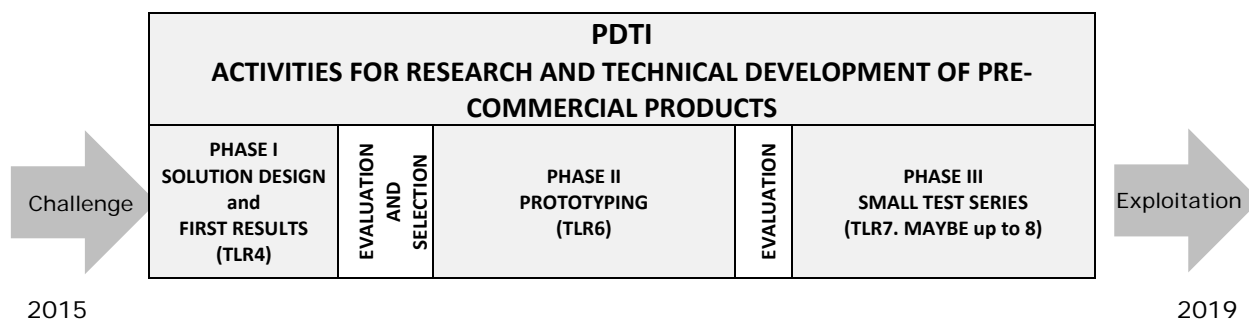 PDTI
ACTIVITIES FOR RESEARCH AND TECHNICAL DEVELOPMENT OF PRE-
COMMERCIAL PRODUCTS
Challenge
PHASE I
SOLUTION DESIGN
and
FIRST RESULTS
(TLR4)
EVALUATION
AND
SELECTION
PHASE II
PROTOTYPING
(TLR6)
EVALUATION
PHASE III
SMALL TEST SERIES
(TLR7. MAYBE up to 8)
Exploitation
2015
2019